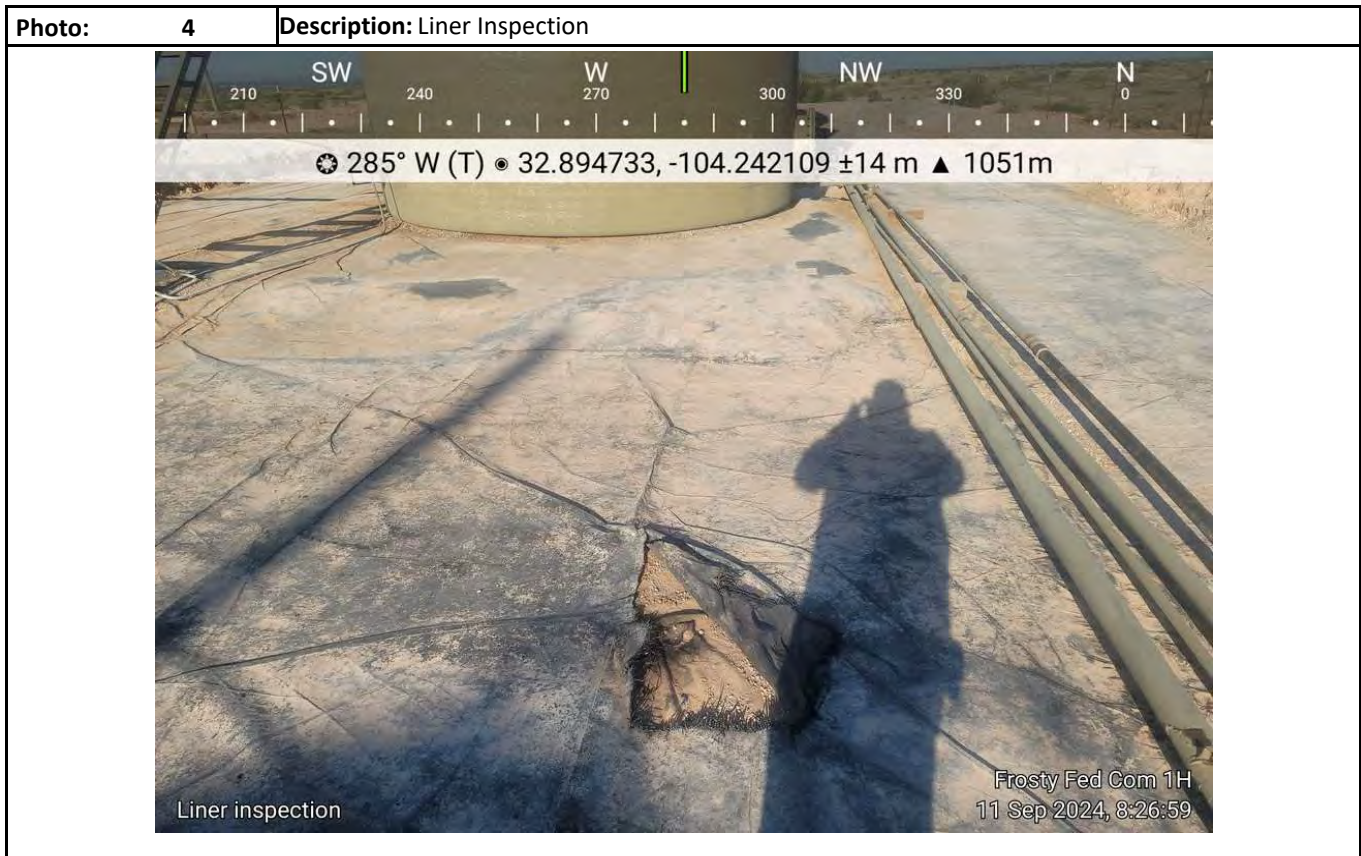 Photo: 4 Description: Liner Inspection
SW W NW N
210 240 270 300 330 0
285° W (T) ◉ 32.894733, -104.242109 ±14 m ▲ 1051m
Frosty Fed Com 1H
Liner inspection 11 Sep 2024, 8:26:59